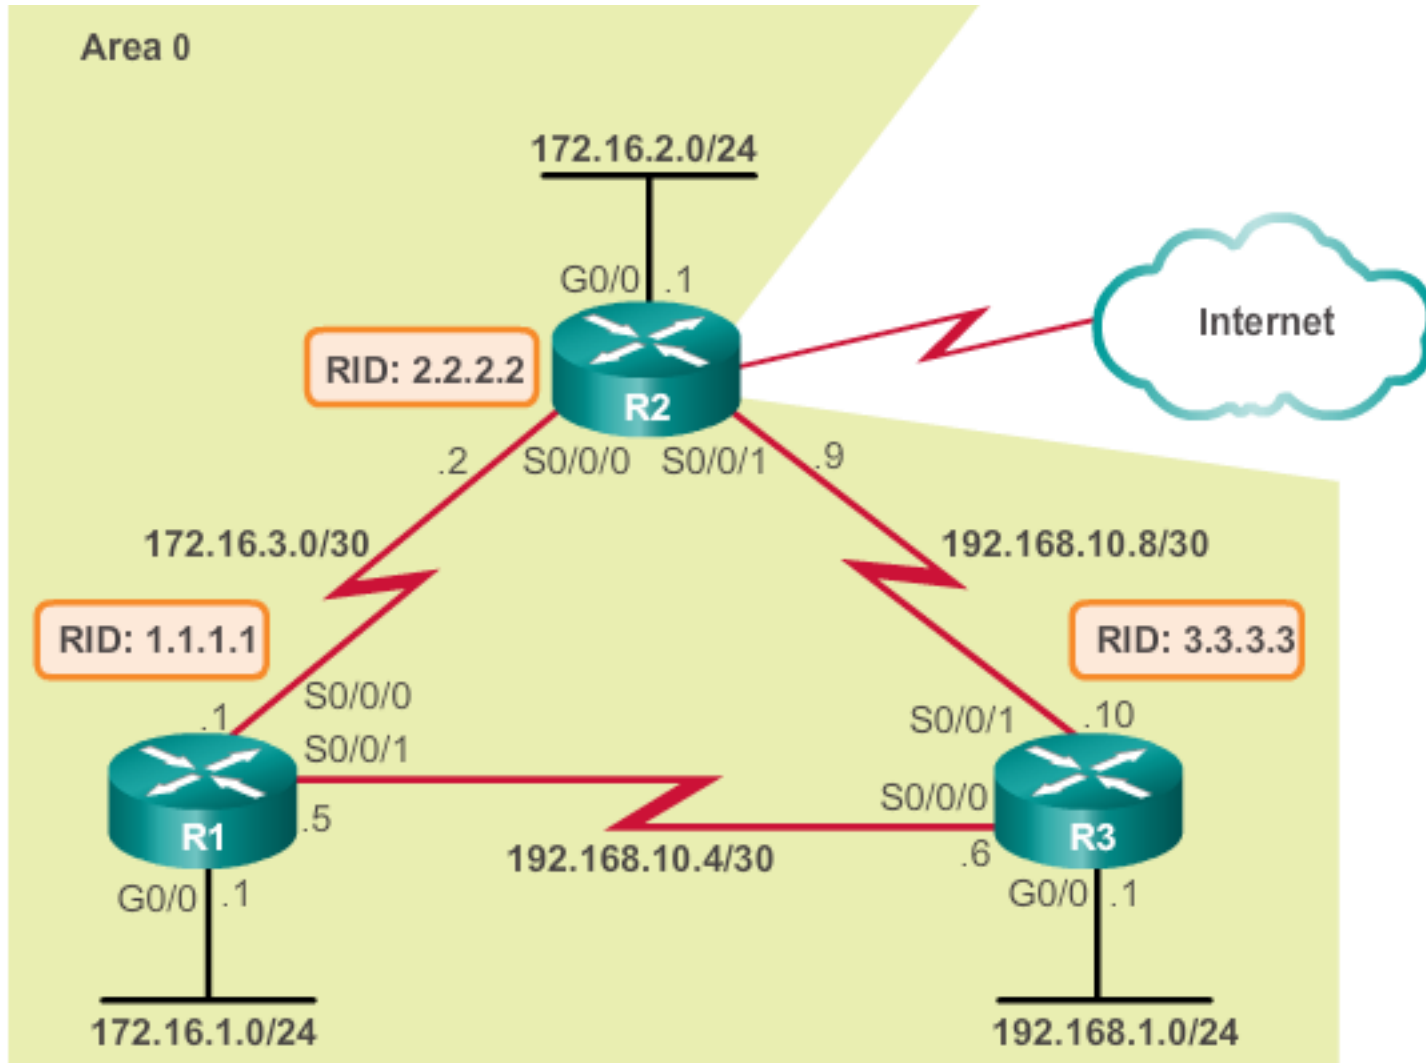 Area 0
172.16.2.0/24
G0/0 .1
Internet
RID: 2.2.2.2
R2
.2 S0/0/0 S0/0/1 .9
172.16.3.0/30
192.168.10.8/30
RID: 1.1.1.1
RID: 3.3.3.3
.1 S0/0/0
S0/0/1 .10
S0/0/1
S0/0/0
.5
R1
R3
192.168.10.4/30
.6
G0/0 .1
G0/0 .1
172.16.1.0/24
192.168.1.0/24